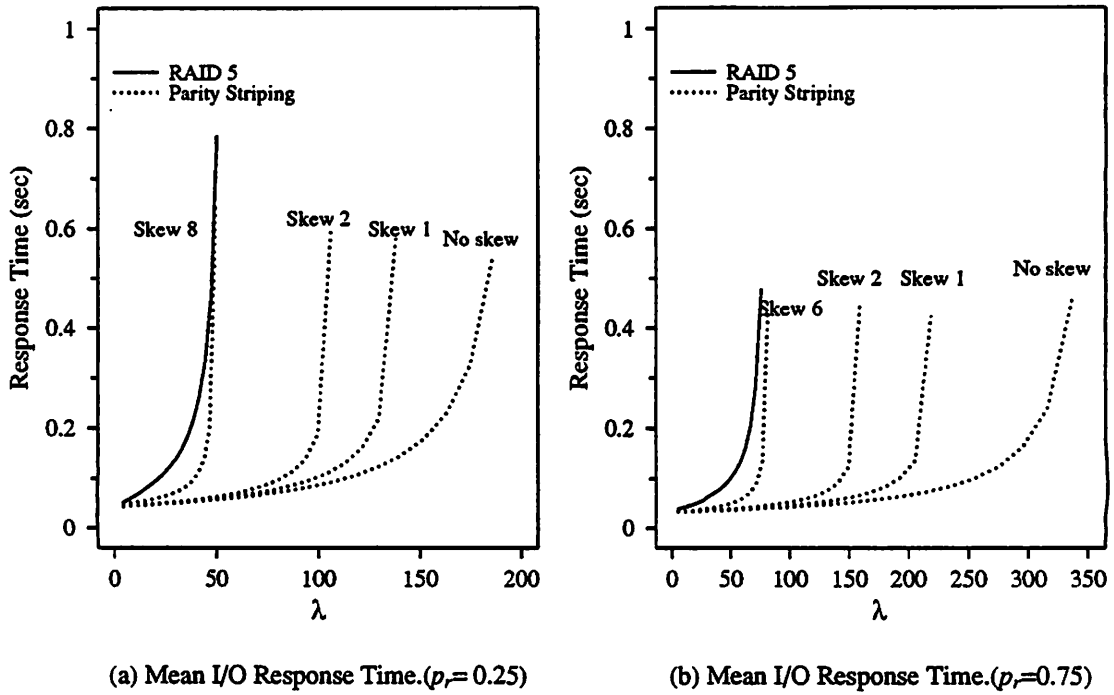 1
0.8
0.6
0.4
0.2
0
Response Time (sec)
RAID 5
Parity Striping
Skew 8
Skew 2
Skew 1
No skew
0 50 100 150 200
λ
(a) Mean I/O Response Time.(pᵣ= 0.25)
1
0.8
0.6
0.4
0.2
0
Response Time (sec)
RAID 5
Parity Striping
Skew 6
Skew 2
Skew 1
No skew
0 50 100 150 200 250 300 350
λ
(b) Mean I/O Response Time.(pᵣ=0.75)